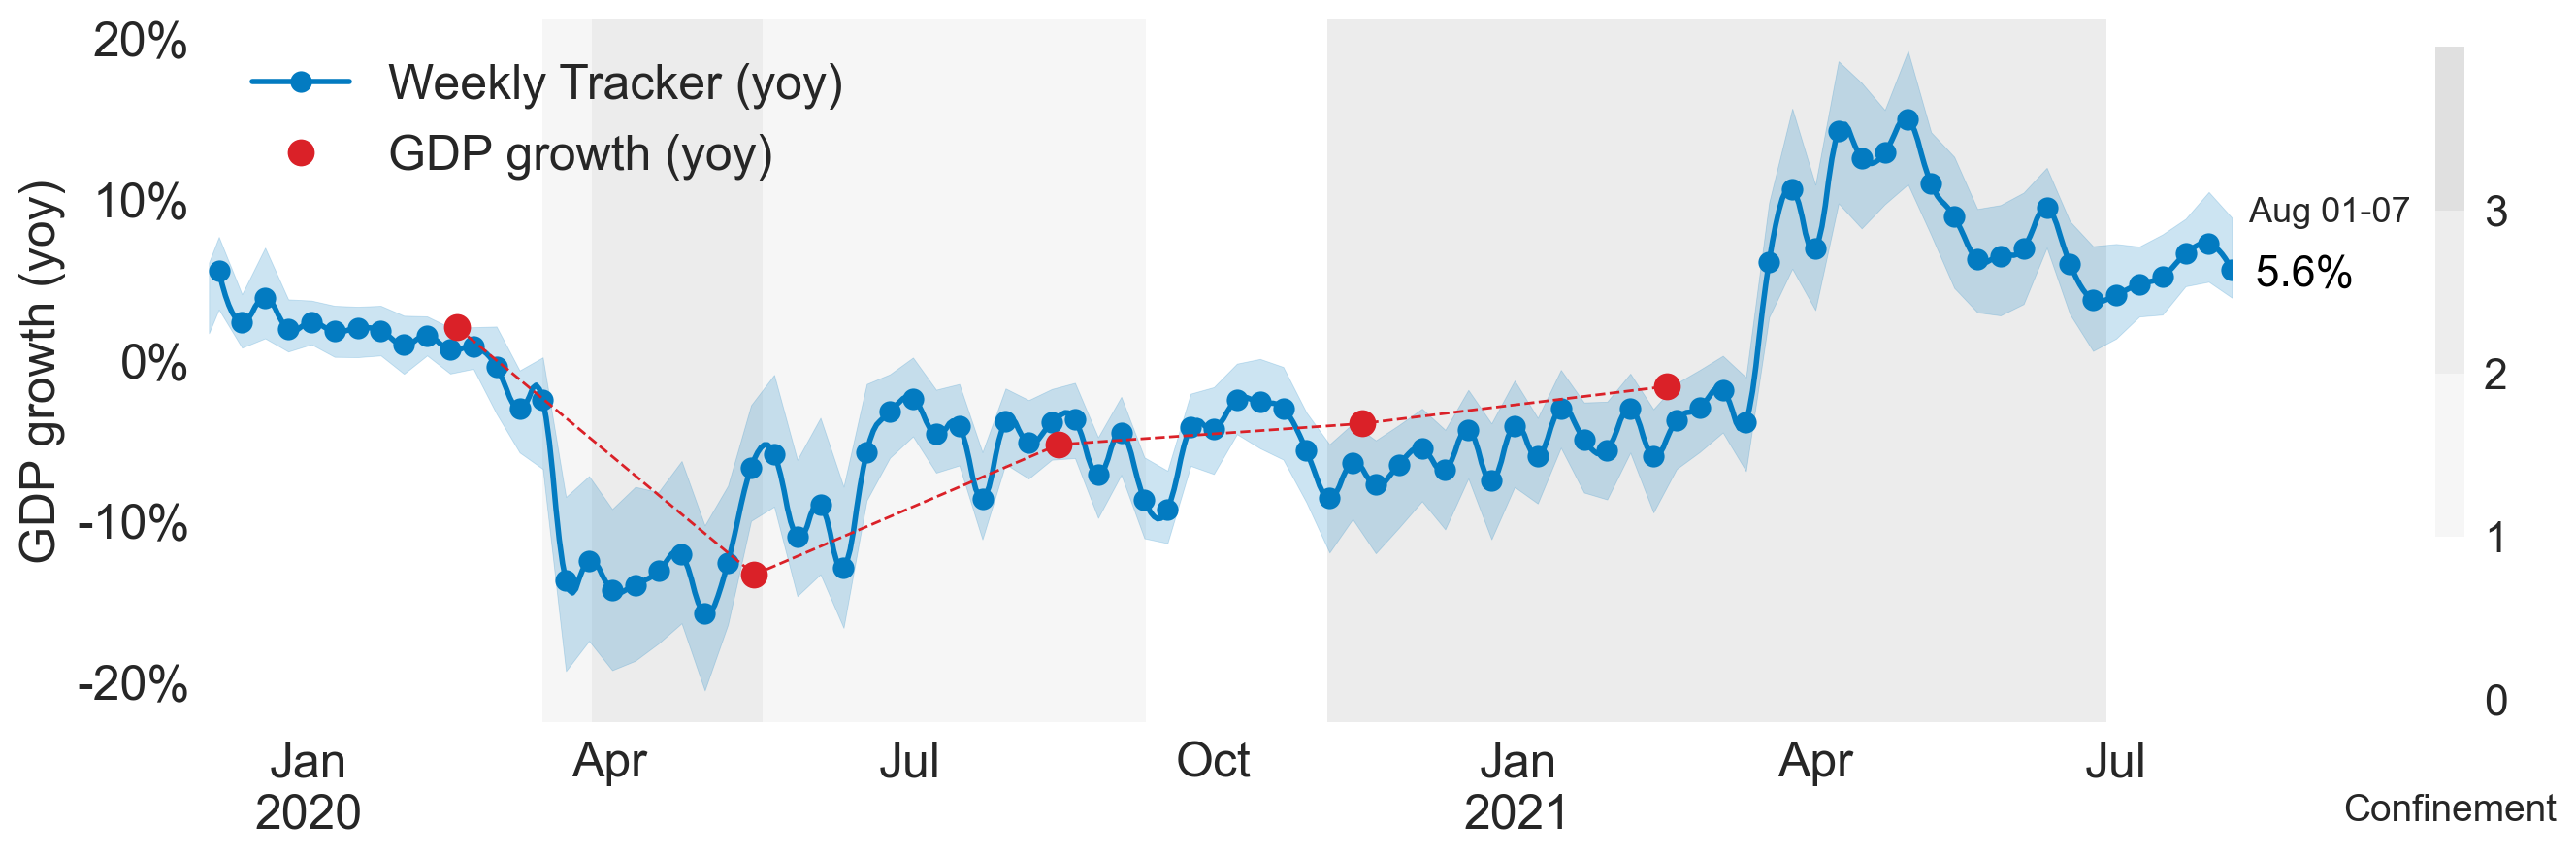 20%
10%
0%
-10%
-20%
GDP growth (yoy)
Weekly Tracker (yoy)
GDP growth (yoy)
Aug 01-07
5.6%
3
2
1
0
Jan
2020
Apr
Jul
Oct
Jan
2021
Apr
Jul
Confinement